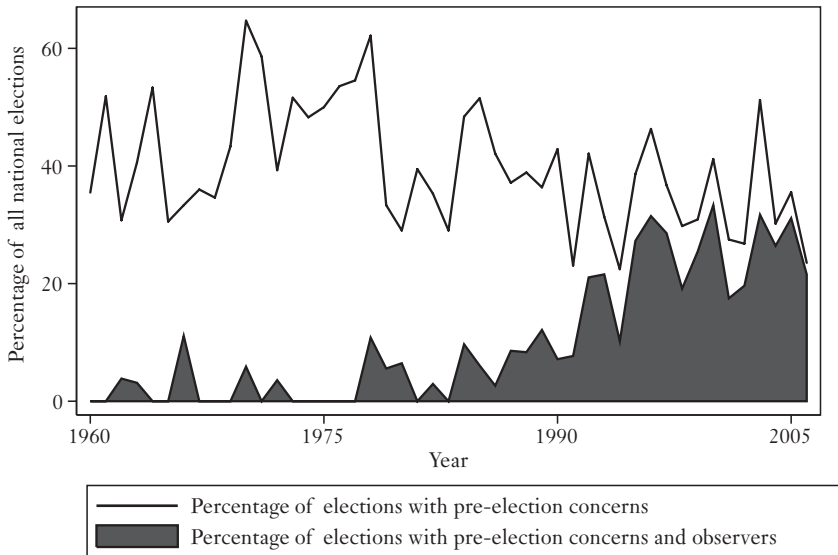 Percentage of all national elections
60
40
20
0
1960 1975 1990 2005
Year
Percentage of elections with pre-election concerns
Percentage of elections with pre-election concerns and observers